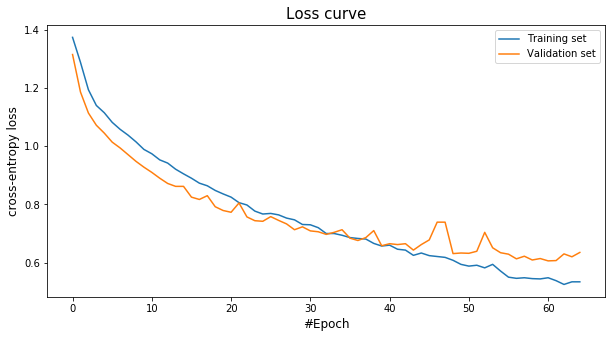 Loss curve
1.4
1.2
1.0
0.8
0.6
cross-entropy loss
Training set
Validation set
0 10 20 30 40 50 60
#Epoch